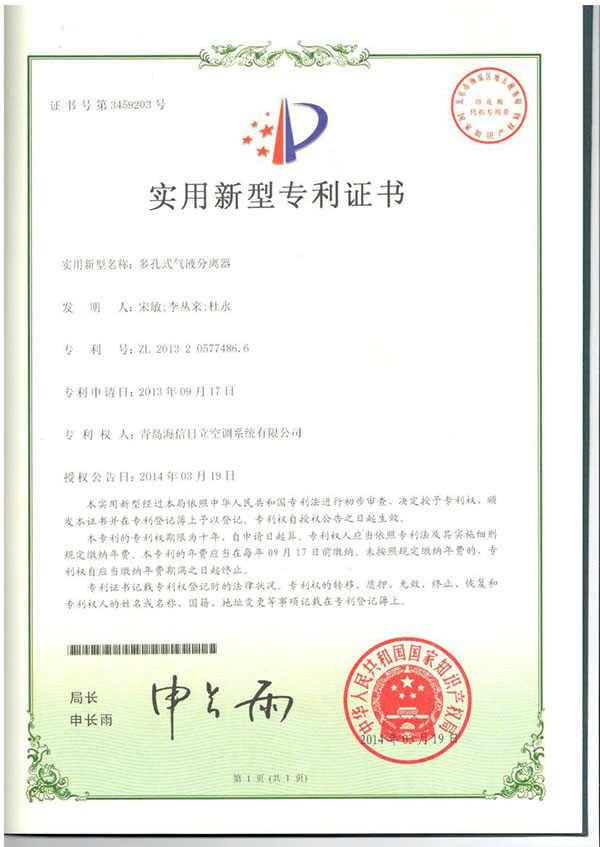 证书号第3459203号
北京市海淀区地方税务局
印花税
代扣专用章
国家知识产权局
实用新型专利证书
实用新型名称：多孔式气液分离器
发明人：宋敏;李丛来;杜永
专利号：ZL 2013 2 0577486.6
专利申请日：2013年09月17日
专利权人：青岛海信日立空调系统有限公司
授权公告日：2014年03月19日
本实用新型经过本局依照中华人民共和国专利法进行初步审查，决定授予专利权，颁
发本证书并在专利登记簿上予以登记。专利权自授权公告之日起生效。
本专利的专利权期限为十年，自申请日起算。专利权人应当依照专利法及其实施细则
规定缴纳年费。本专利的年费应当在每年09月17日前缴纳。未按照规定缴纳年费的，专
利权自应当缴纳年费期满之日起终止。
专利证书记载专利权登记时的法律状况。专利权的转移、质押、无效、终止、恢复和
专利权人的姓名或名称、国籍、地址变更等事项记载在专利登记簿上。
局长
申长雨
申长雨
中华人民共和国国家知识产权局
2014年03月19日
第1页(共1页)